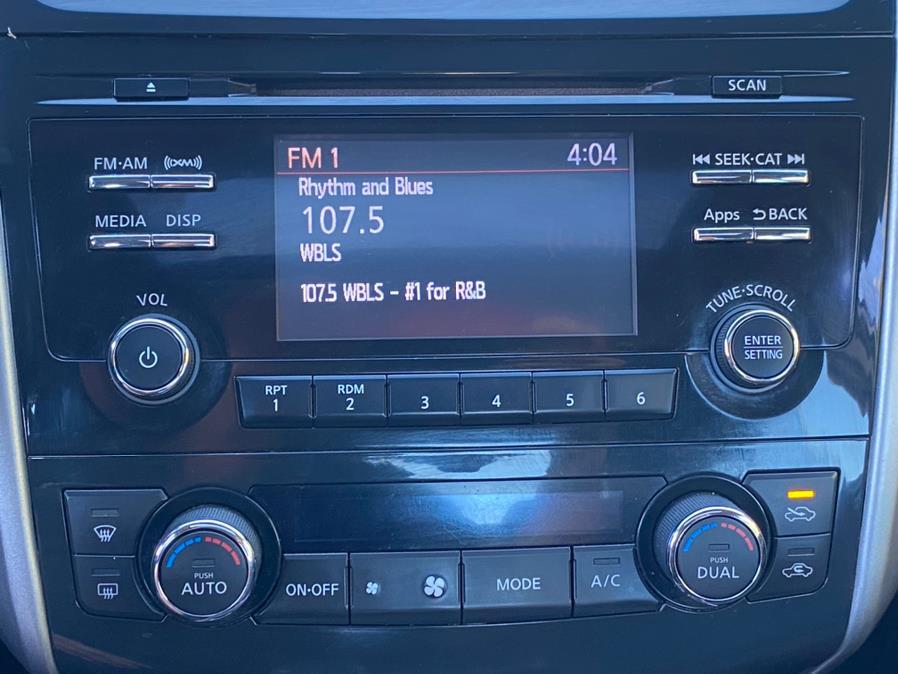 SCAN
FM·AM ((XM))
SEEK·CAT
FM 1 4:04
Rhythm and Blues
107.5
WBLS
107.5 WBLS - #1 for R&B
MEDIA DISP
Apps BACK
VOL
TUNE·SCROLL
ENTER
SETTING
RPT
1
RDM
2
3
4
5
6
PUSH
AUTO
ON·OFF
MODE
A/C
PUSH
DUAL